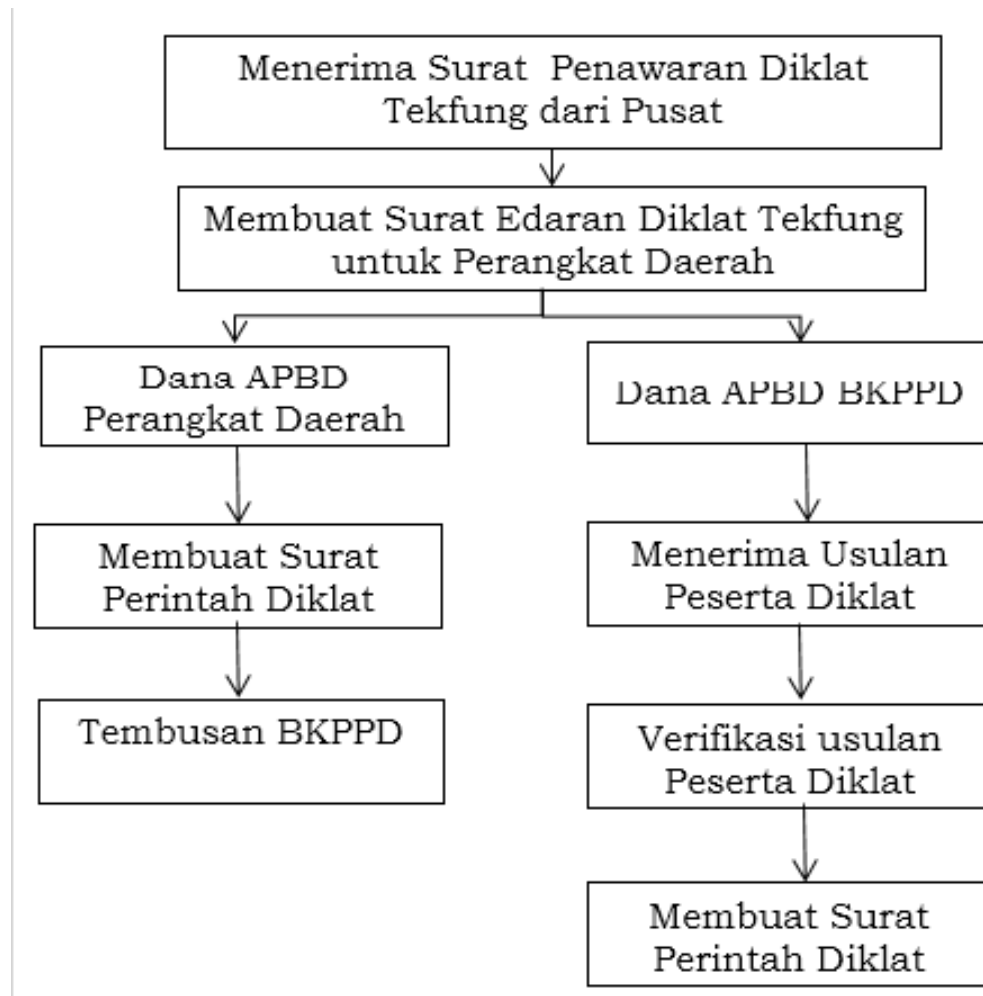 Menerima Surat Penawaran Diklat
Tekfung dari Pusat
Membuat Surat Edaran Diklat Tekfung
untuk Perangkat Daerah
Dana APBD
Perangkat Daerah
Dana APBD BKPPD
Membuat Surat
Perintah Diklat
Menerima Usulan
Peserta Diklat
Tembusan BKPPD
Verifikasi usulan
Peserta Diklat
Membuat Surat
Perintah Diklat